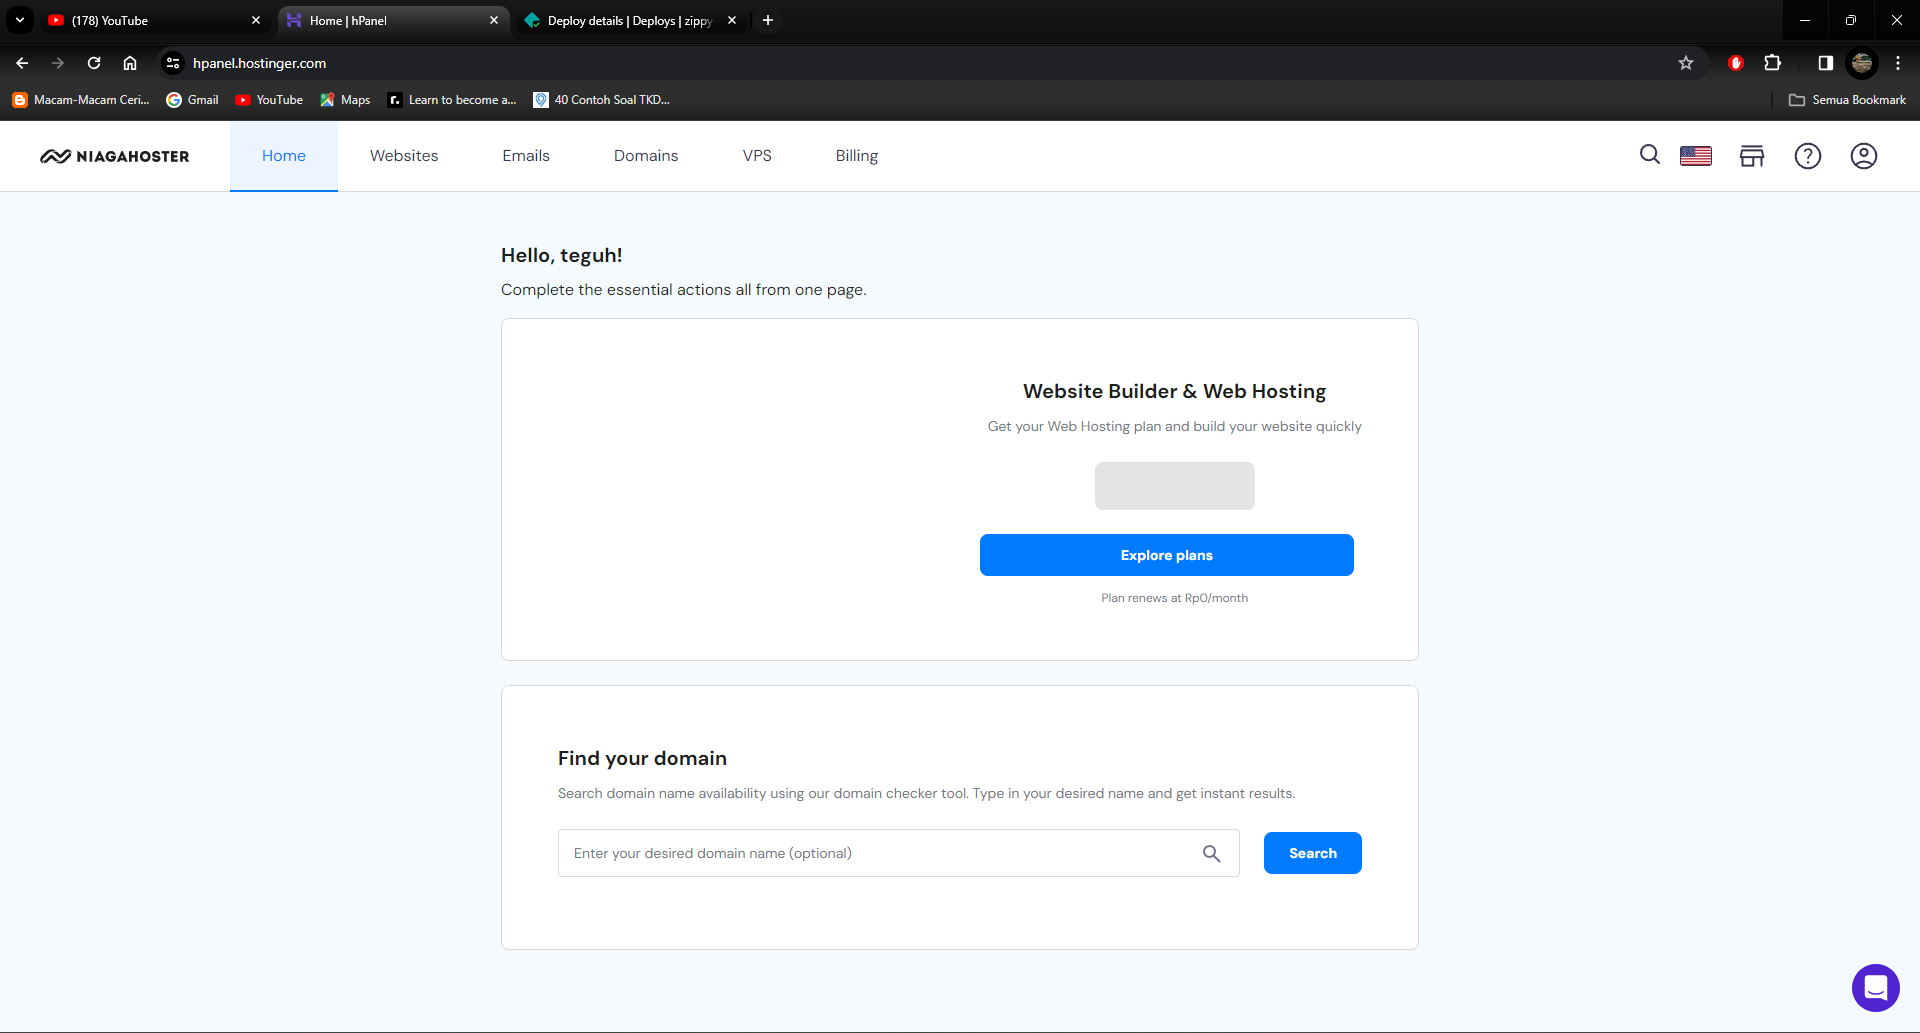 (178) YouTube
Home | hPanel
Deploy details | Deploys | zippy
hpanel.hostinger.com
Macam-Macam Ceri...
Gmail
YouTube
Maps
Learn to become a...
40 Contoh Soal TKD...
Semua Bookmark
NIAGAHOSTER
Home
Websites
Emails
Domains
VPS
Billing
Hello, teguh!
Complete the essential actions all from one page.
Website Builder & Web Hosting
Get your Web Hosting plan and build your website quickly
Explore plans
Plan renews at Rp0/month
Find your domain
Search domain name availability using our domain checker tool. Type in your desired name and get instant results.
Enter your desired domain name (optional)
Search